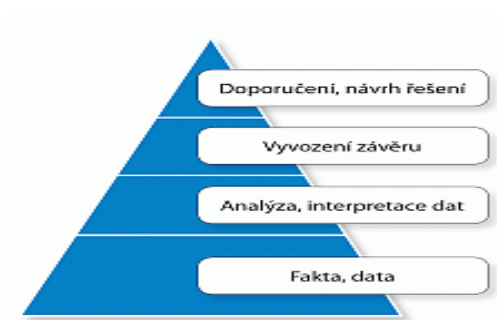 Doporučení, návrh řešení
Vyvození závěru
Analýza, interpretace dat
Fakta, data